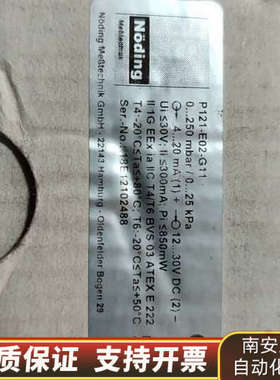 Nöding
Meßtechnik
P121-E02-G11
0...250 mbar / 0...25 kPa
4...20 mA (1) + 12...30V DC (2) -
Ui ≤30V; Ii ≤300mA; Pi ≤850mW
II 1G EEx ia IIC T4/T6 BVS 03 ATEX E 222
T4:-20°C≤Ta≤+80°C; T6:-20°C≤Ta≤+50°C
Nöding Meßtechnik GmbH · 22143 Hamburg · Oldenfelder Bogen 29
质保证 支持验
南安
自动化